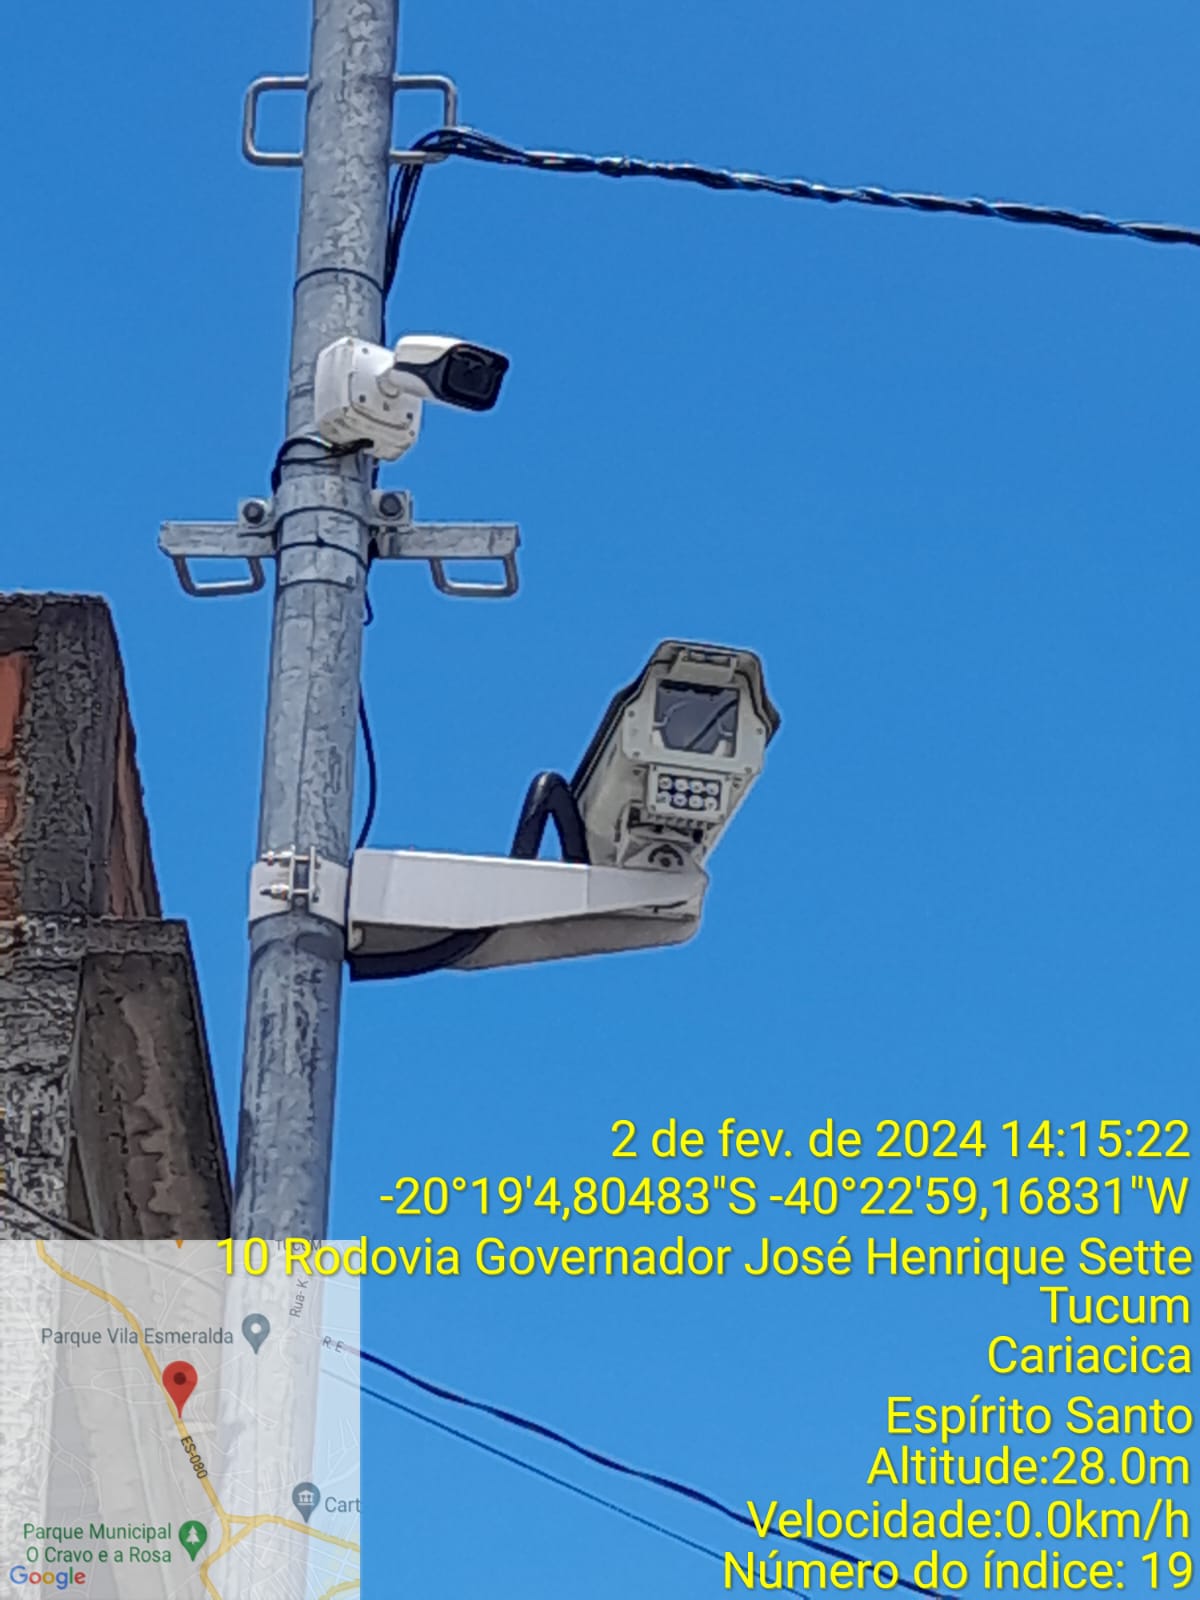 2 de fev. de 2024 14:15:22
-20°19'4,80483"S -40°22'59,16831"W
10 Rodovia Governador José Henrique Sette
Tucum
Cariacica
Espírito Santo
Altitude:28.0m
Velocidade:0.0km/h
Número do índice: 19
Rua- K
Parque Vila Esmeralda
R. E
ES-080
Cart
Parque Municipal
O Cravo e a Rosa
Google